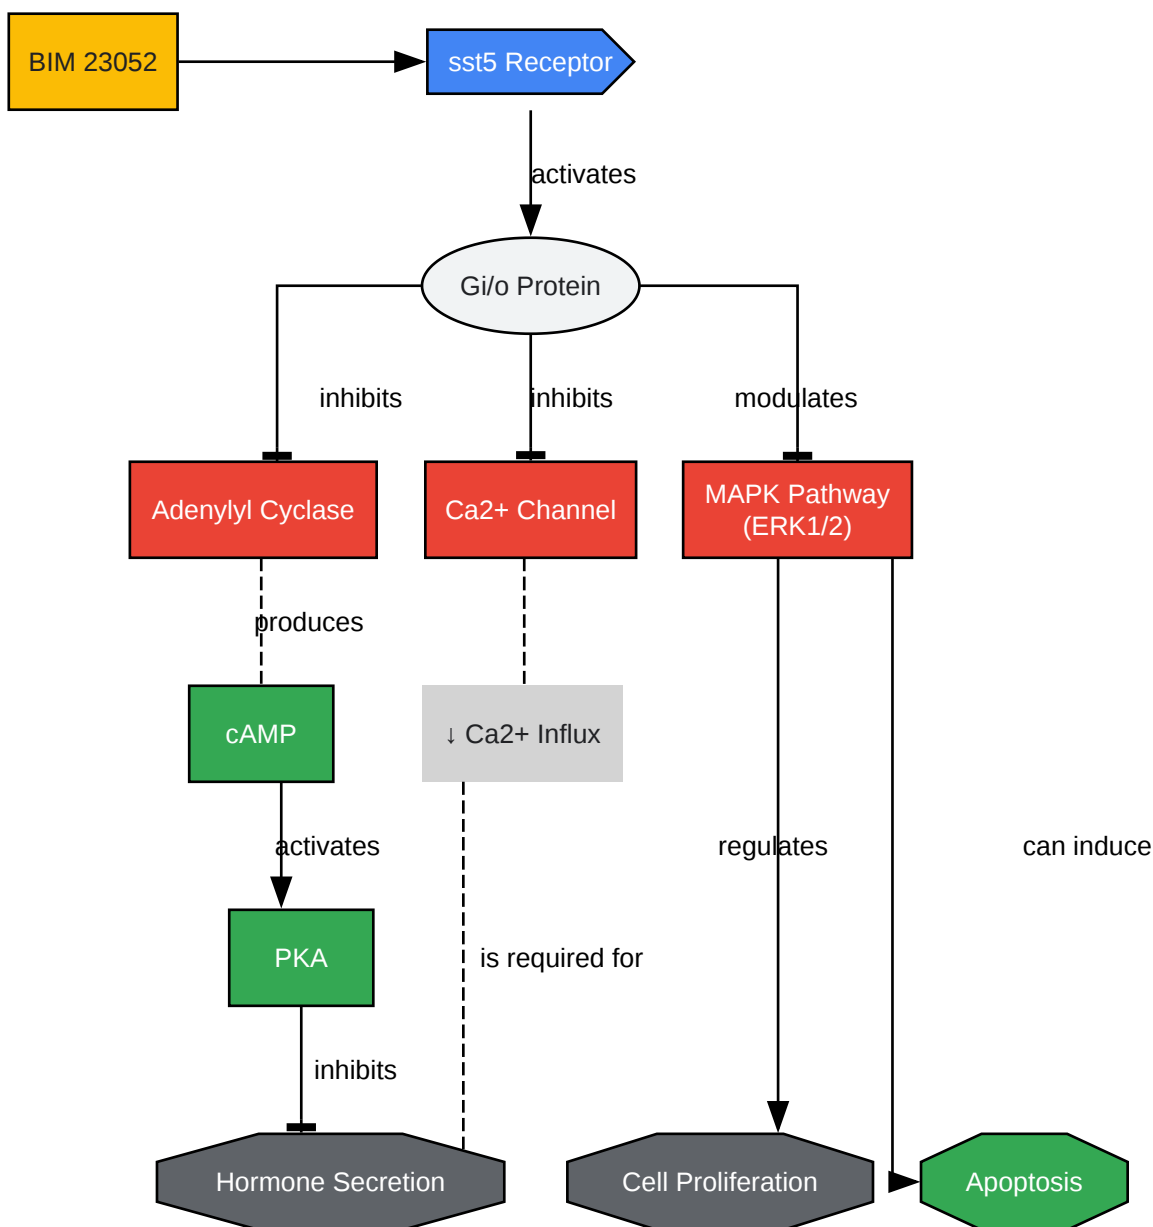 BIM 23052
sst5 Receptor
activates
Gi/o Protein
inhibits
inhibits
modulates
Adenylyl Cyclase
Ca2+ Channel
MAPK Pathway
(ERK1/2)
produces
cAMP
↓ Ca2+ Influx
activates
regulates
can induce
PKA
is required for
inhibits
Hormone Secretion
Cell Proliferation
Apoptosis